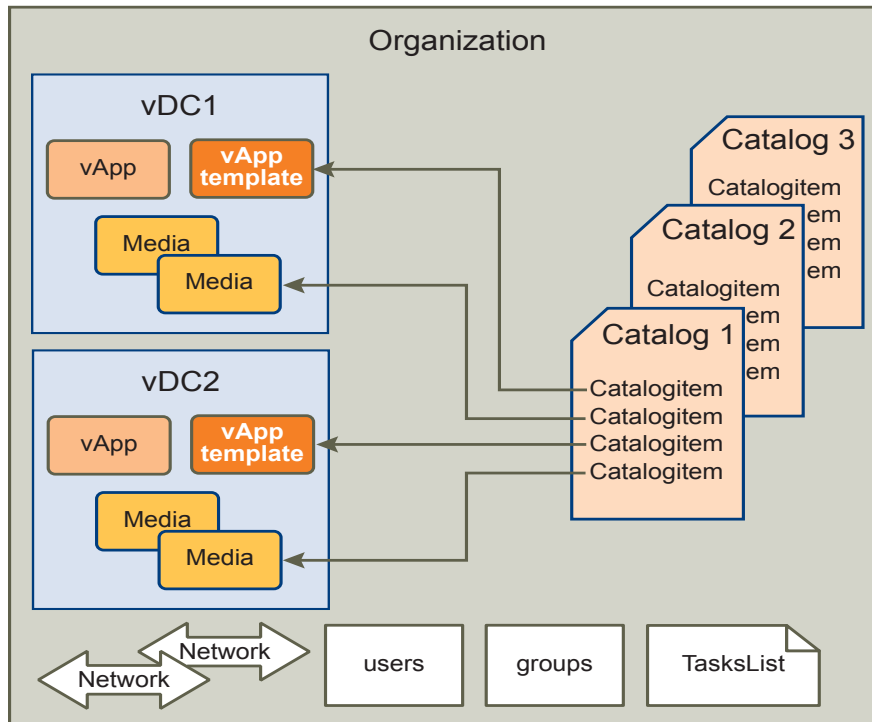 Organization
vDC1
vApp
vApp
template
Media
Media
vDC2
vApp
vApp
template
Media
Media
Catalog 3
Catalogitem
em
em
em
Catalog 2
Catalogitem
em
em
em
Catalog 1
Catalogitem
Catalogitem
Catalogitem
Catalogitem
Network
Network
users
groups
TasksList